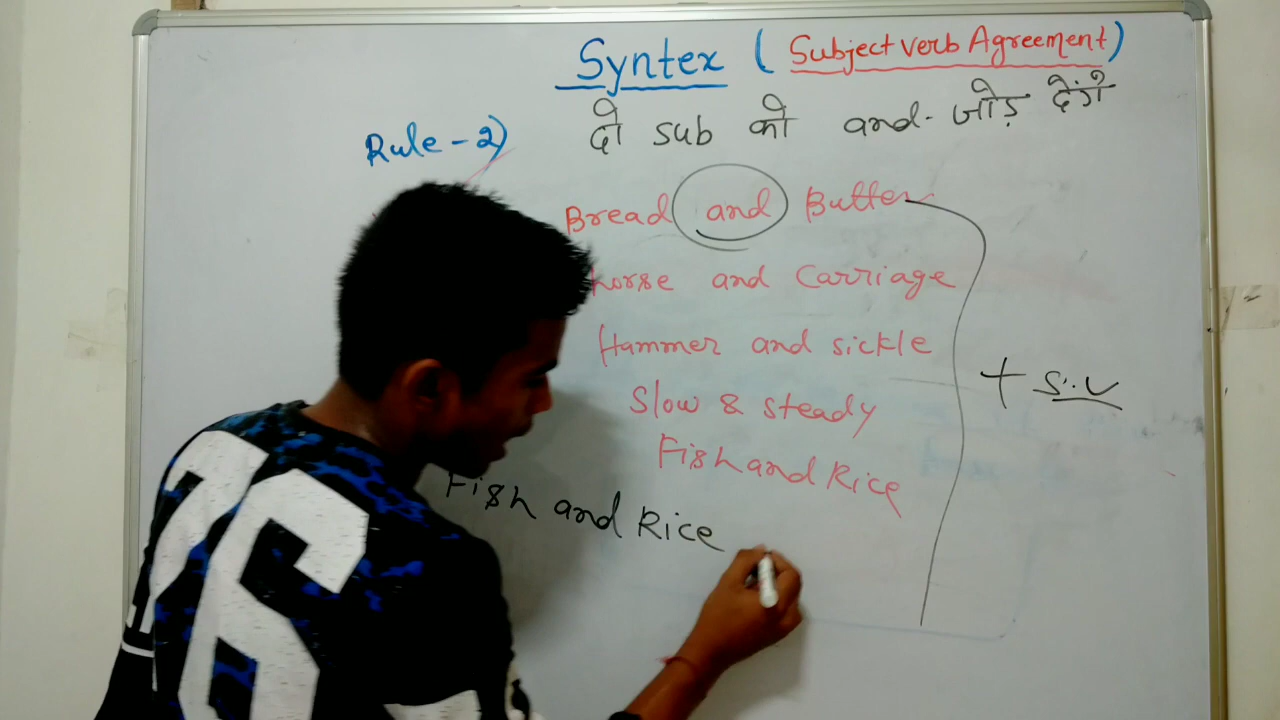 Syntex (Subject verb Agreement)
Rule-2) दो sub को and- जोड़ देंगे
Bread and Butter
horse and Carriage
Hammer and sickle
+ S.V
Slow & steady
Fish and Rice
Fish and Rice